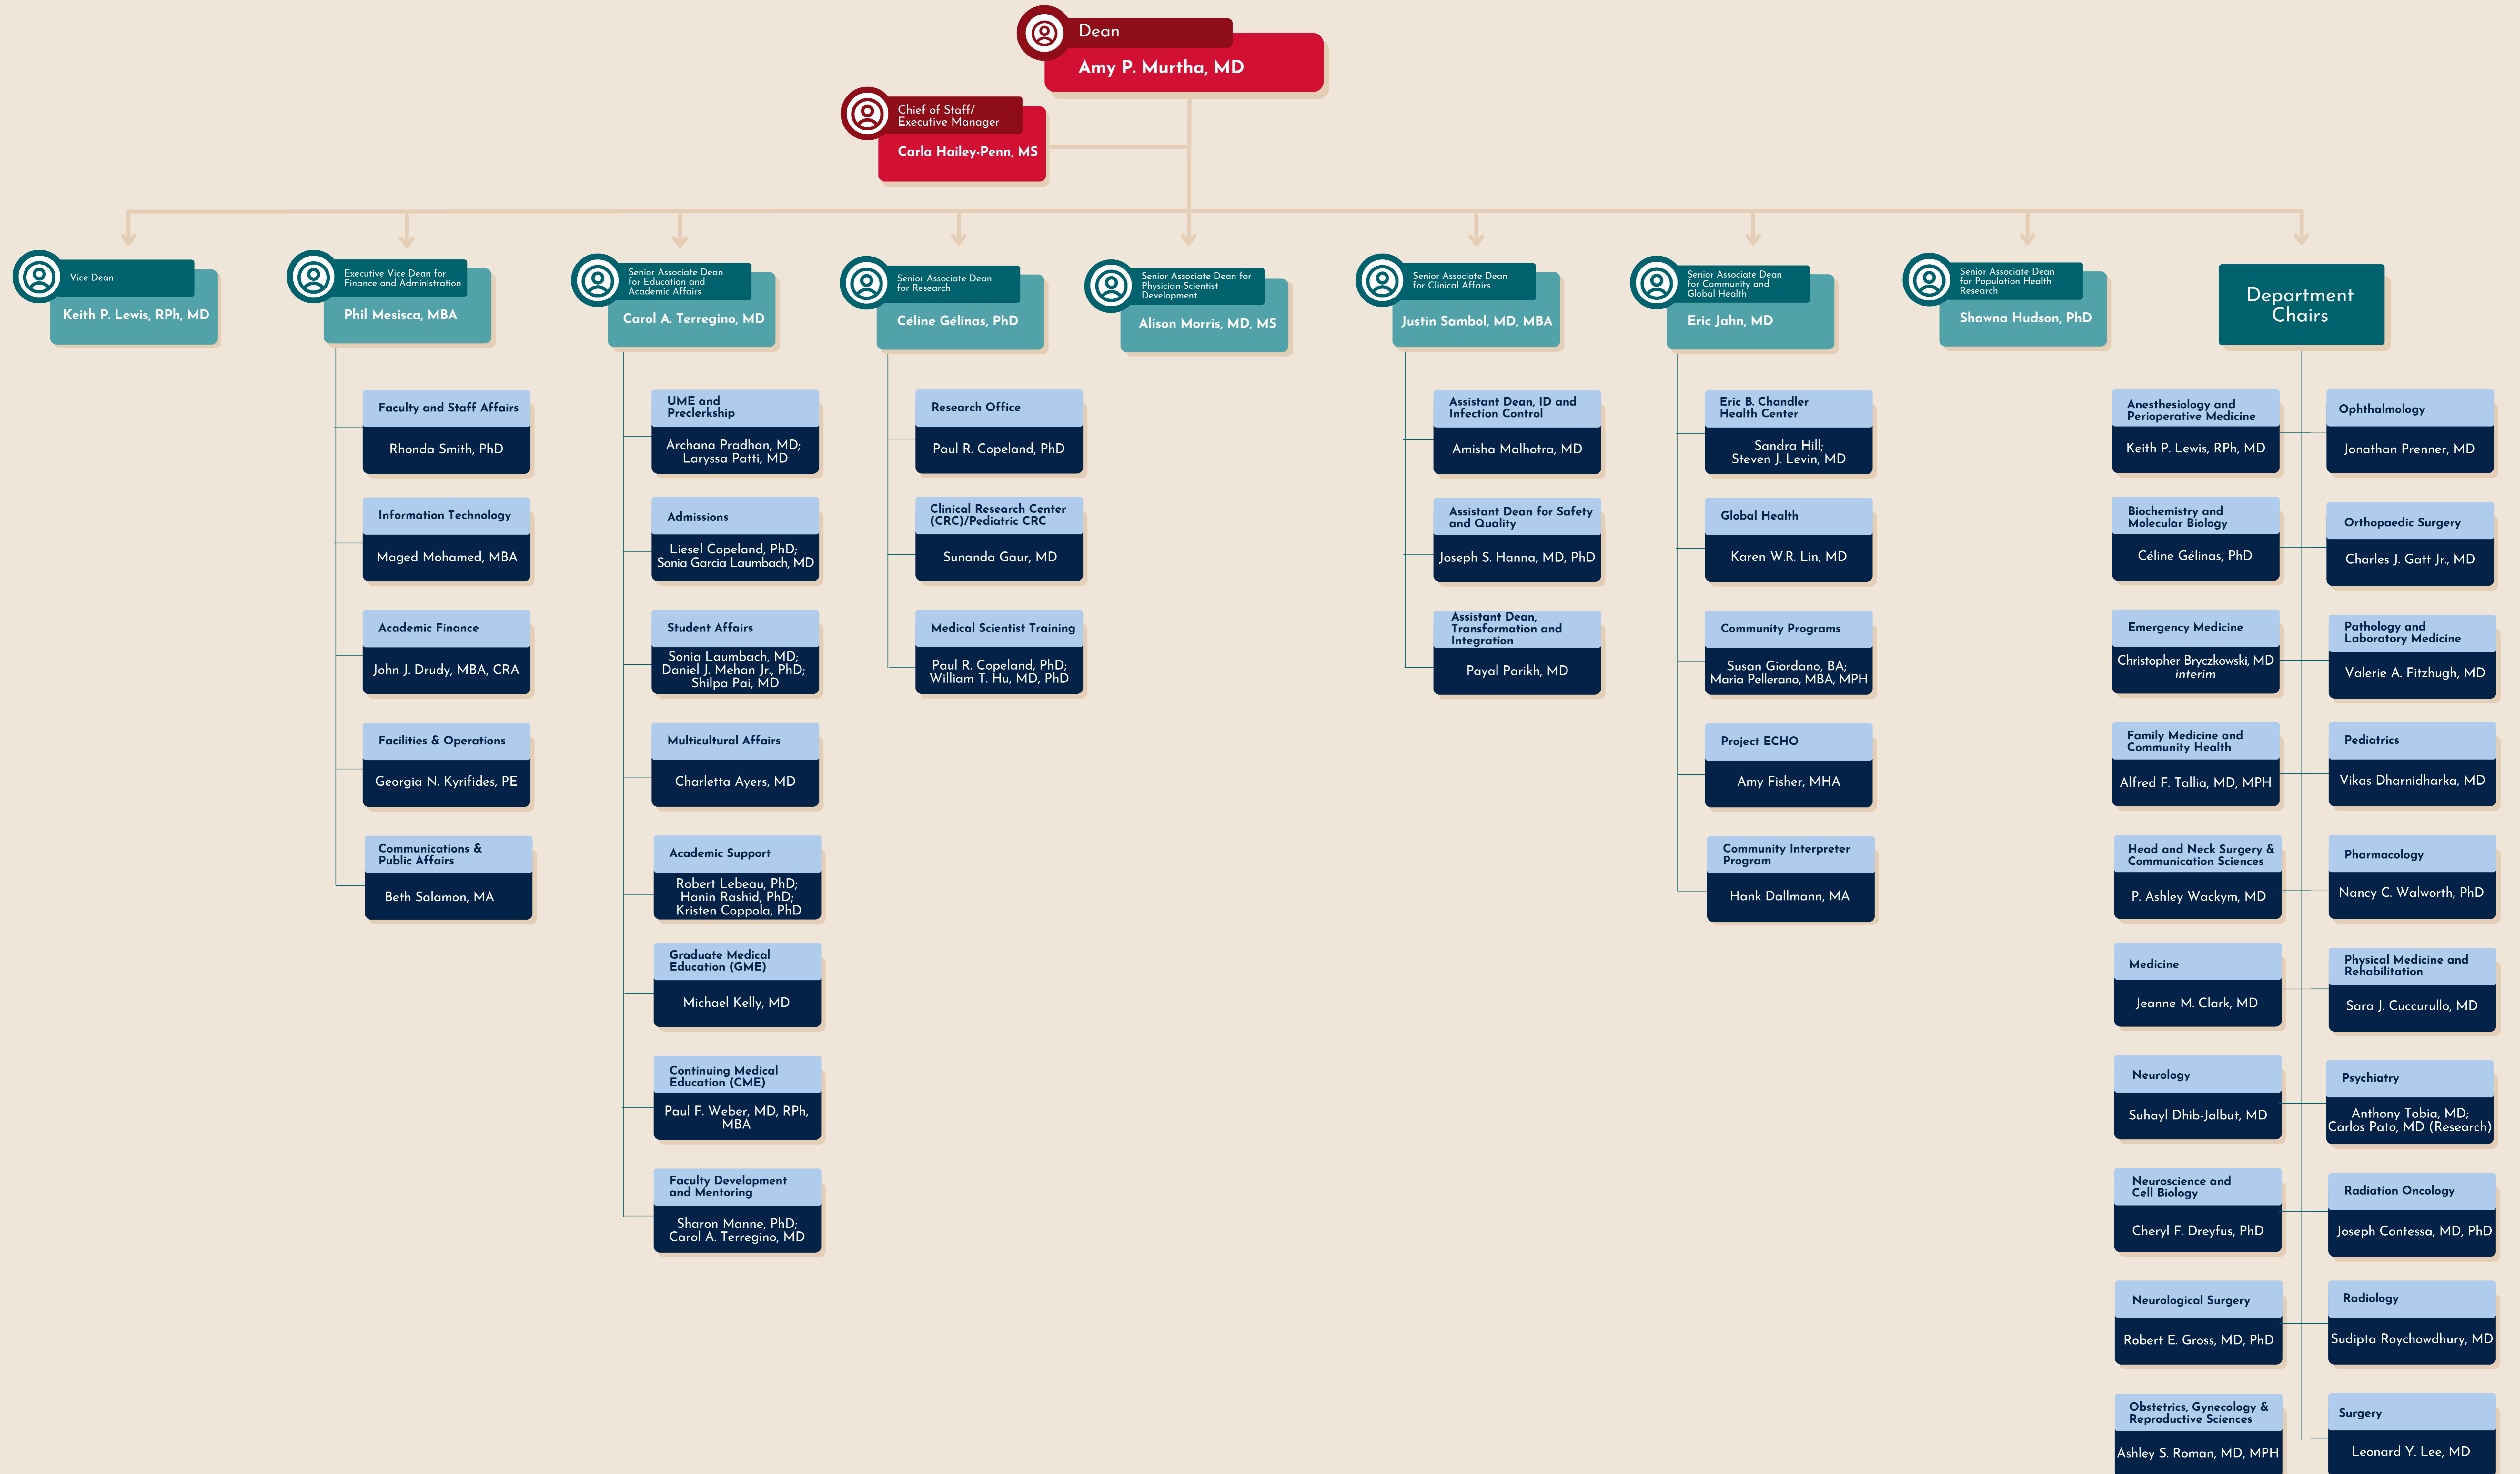 Dean
Amy P. Murtha, MD
Chief of Staff/
Executive Manager
Carla Hailey-Penn, MS
Vice Dean
Keith P. Lewis, RPh, MD
Executive Vice Dean for
Finance and Administration
Phil Mesisca, MBA
Faculty and Staff Affairs
Rhonda Smith, PhD
Information Technology
Maged Mohamed, MBA
Academic Finance
John J. Drudy, MBA, CRA
Facilities & Operations
Georgia N. Kyrifides, PE
Communications &
Public Affairs
Beth Salamon, MA
Senior Associate Dean
for Education and
Academic Affairs
Carol A. Terregino, MD
UME and
Preclerkship
Archana Pradhan, MD;
Laryssa Patti, MD
Admissions
Liesel Copeland, PhD;
Sonia Garcia Laumbach, MD
Student Affairs
Sonia Laumbach, MD;
Daniel J. Mehan Jr., PhD;
Shilpa Pai, MD
Multicultural Affairs
Charletta Ayers, MD
Academic Support
Robert Lebeau, PhD;
Hanin Rashid, PhD;
Kristen Coppola, PhD
Graduate Medical
Education (GME)
Michael Kelly, MD
Continuing Medical
Education (CME)
Paul F. Weber, MD, RPh,
MBA
Faculty Development
and Mentoring
Sharon Manne, PhD;
Carol A. Terregino, MD
Senior Associate Dean
for Research
Céline Gélinas, PhD
Research Office
Paul R. Copeland, PhD
Clinical Research Center
(CRC)/Pediatric CRC
Sunanda Gaur, MD
Medical Scientist Training
Paul R. Copeland, PhD;
William T. Hu, MD, PhD
Senior Associate Dean for
Physician-Scientist
Development
Alison Morris, MD, MS
Senior Associate Dean
for Clinical Affairs
Justin Sambol, MD, MBA
Assistant Dean, ID and
Infection Control
Amisha Malhotra, MD
Assistant Dean for Safety
and Quality
Joseph S. Hanna, MD, PhD
Assistant Dean,
Transformation and
Integration
Payal Parikh, MD
Senior Associate Dean
for Community and
Global Health
Eric Jahn, MD
Eric B. Chandler
Health Center
Sandra Hill;
Steven J. Levin, MD
Global Health
Karen W.R. Lin, MD
Community Programs
Susan Giordano, BA;
Maria Pellerano, MBA, MPH
Project ECHO
Amy Fisher, MHA
Community Interpreter
Program
Hank Dallmann, MA
Senior Associate Dean
for Population Health
Research
Shawna Hudson, PhD
Department
Chairs
Anesthesiology and
Perioperative Medicine
Keith P. Lewis, RPh, MD
Biochemistry and
Molecular Biology
Céline Gélinas, PhD
Emergency Medicine
Christopher Bryczkowski, MD
interim
Family Medicine and
Community Health
Alfred F. Tallia, MD, MPH
Head and Neck Surgery &
Communication Sciences
P. Ashley Wackym, MD
Medicine
Jeanne M. Clark, MD
Neurology
Suhayl Dhib-Jalbut, MD
Neuroscience and
Cell Biology
Cheryl F. Dreyfus, PhD
Neurological Surgery
Robert E. Gross, MD, PhD
Obstetrics, Gynecology &
Reproductive Sciences
Ashley S. Roman, MD, MPH
Ophthalmology
Jonathan Prenner, MD
Orthopaedic Surgery
Charles J. Gatt Jr., MD
Pathology and
Laboratory Medicine
Valerie A. Fitzhugh, MD
Pediatrics
Vikas Dharnidharka, MD
Pharmacology
Nancy C. Walworth, PhD
Physical Medicine and
Rehabilitation
Sara J. Cuccurullo, MD
Psychiatry
Anthony Tobia, MD;
Carlos Pato, MD (Research)
Radiation Oncology
Joseph Contessa, MD, PhD
Radiology
Sudipta Roychowdhury, MD
Surgery
Leonard Y. Lee, MD